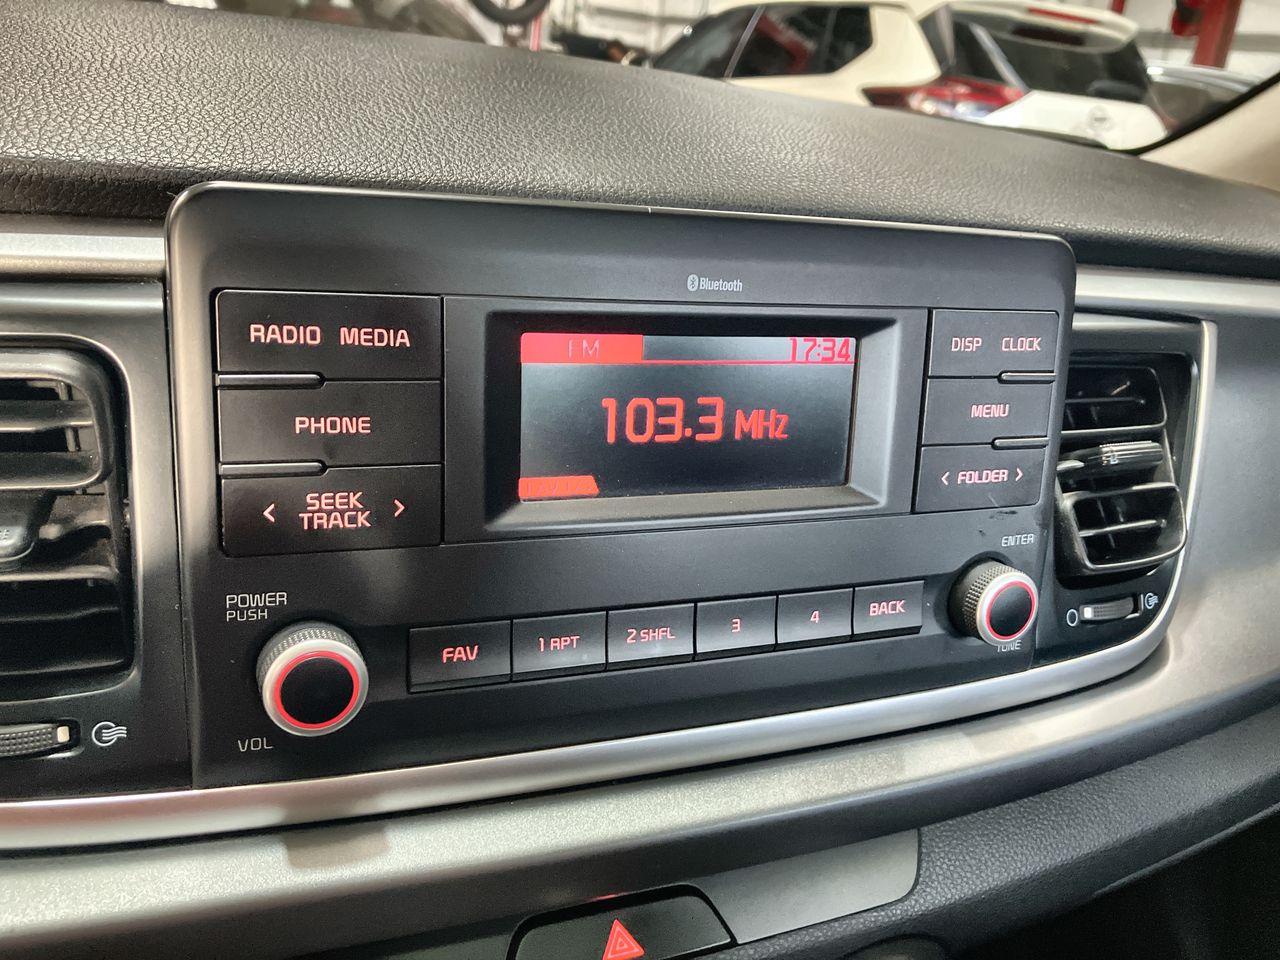 Bluetooth
RADIO MEDIA
FM
17:34
DISP CLOCK
103.3 MHz
PHONE
MENU
< SEEK TRACK >
< FOLDER >
ENTER
POWER
PUSH
FAV
1 RPT
2 SHFL
3
4
BACK
TUNE
VOL